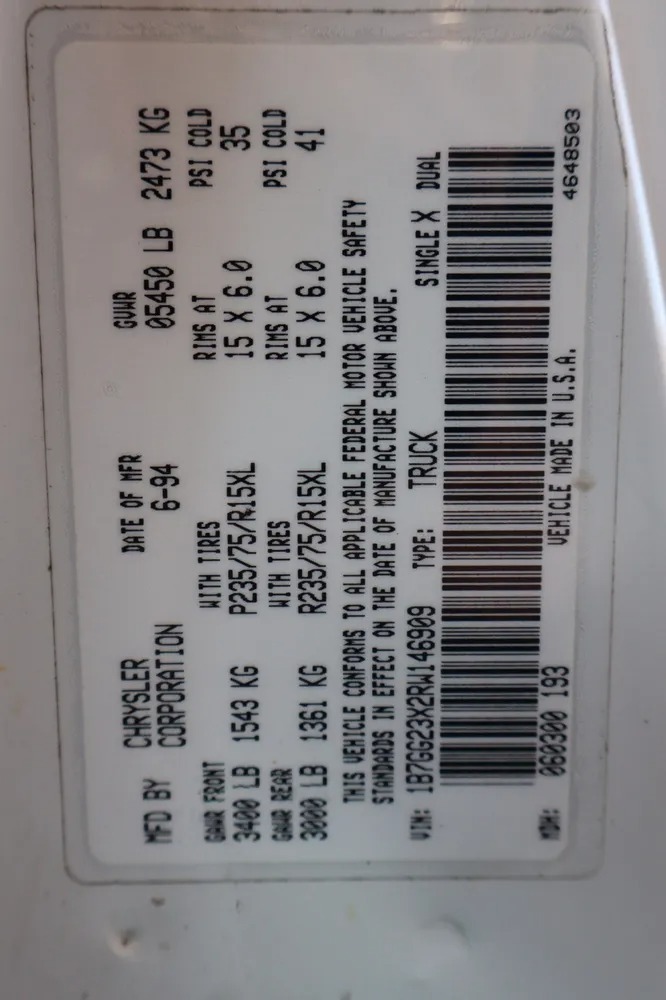 MFD BY CHRYSLER CORPORATION DATE OF MFR 6-94 GVWR 05450 LB 2473 KG
GAWR FRONT WITH TIRES RIMS AT PSI COLD
3400 LB 1543 KG P235/75/R15XL 15 X 6.0 35
GAWR REAR WITH TIRES RIMS AT PSI COLD
3000 LB 1361 KG R235/75/R15XL 15 X 6.0 41
THIS VEHICLE CONFORMS TO ALL APPLICABLE FEDERAL MOTOR VEHICLE SAFETY
STANDARDS IN EFFECT ON THE DATE OF MANUFACTURE SHOWN ABOVE.
VIN: 1B7GG23X2RW146909 TYPE: TRUCK SINGLE X DUAL
MDH: 060300 193 VEHICLE MADE IN U.S.A. 4648503